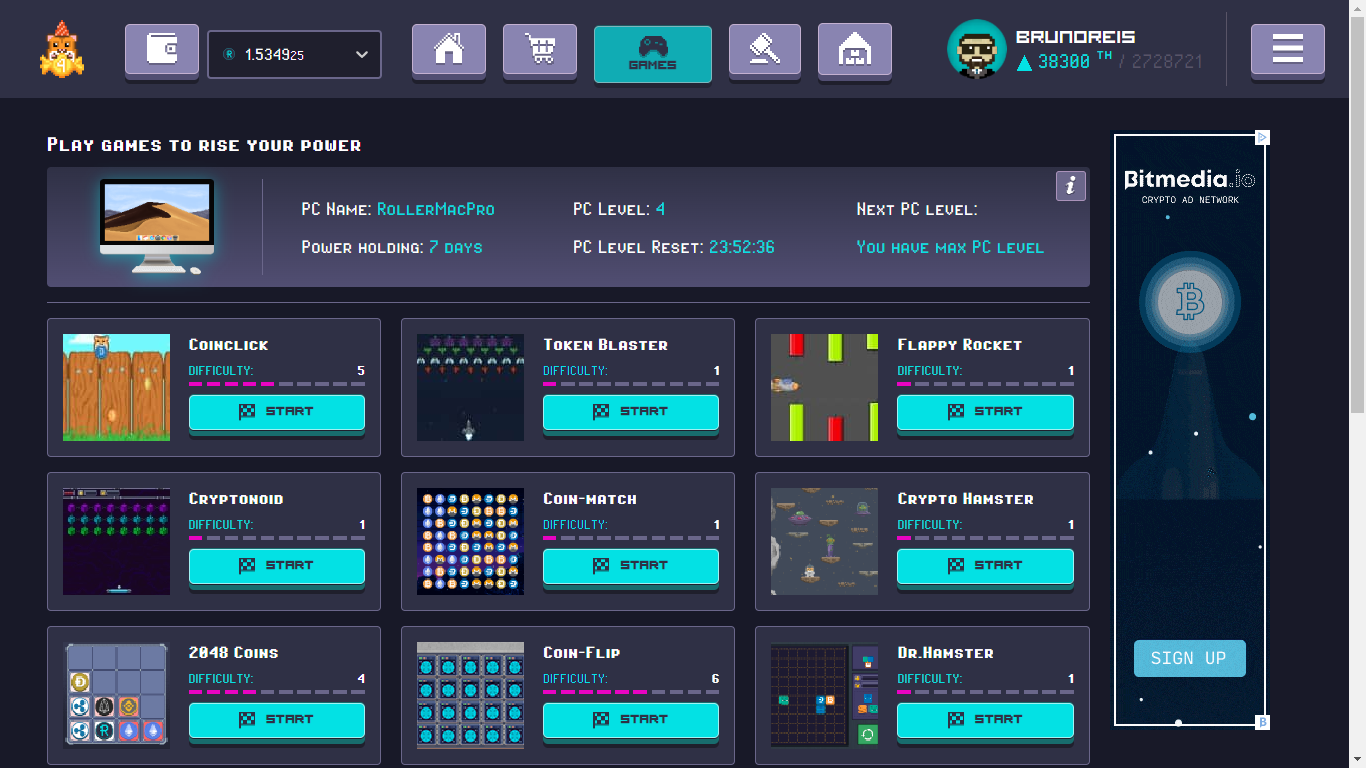 1.534925
GAMES
BRUNOREIS
38300 TH / 2728721
Play games to rise your power
PC Name: RollerMacPro
PC Level: 4
Next PC level:
Power holding: 7 days
PC Level Reset: 23:52:36
You have max PC level
i
Coinclick
Difficulty: 5
START
Token Blaster
Difficulty: 1
START
Flappy Rocket
Difficulty: 1
START
Cryptonoid
Difficulty: 1
START
Coin-match
Difficulty: 1
START
Crypto Hamster
Difficulty: 1
START
2048 Coins
Difficulty: 4
START
Coin-Flip
Difficulty: 6
START
Dr.Hamster
Difficulty: 1
START
Bitmedia.io
CRYPTO AD NETWORK
SIGN UP